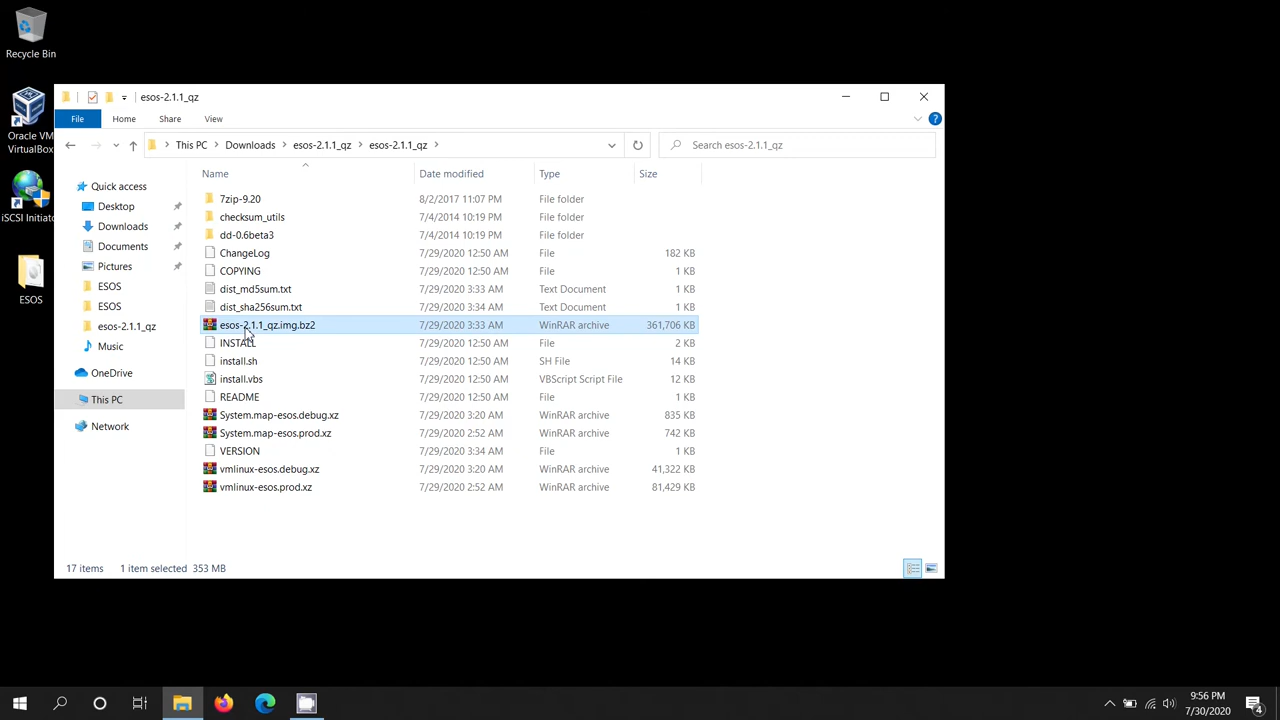 Recycle Bin
Oracle VM
VirtualBox
iSCSI Initiato
ESOS
esos-2.1.1_qz
File Home Share View
This PC Downloads esos-2.1.1_qz esos-2.1.1_qz
Search esos-2.1.1_qz
Quick access
Desktop
Downloads
Documents
Pictures
ESOS
ESOS
esos-2.1.1_qz
Music
OneDrive
This PC
Network
Name Date modified Type Size
7zip-9.20 8/2/2017 11:07 PM File folder
checksum_utils 7/4/2014 10:19 PM File folder
dd-0.6beta3 7/4/2014 10:19 PM File folder
ChangeLog 7/29/2020 12:50 AM File 182 KB
COPYING 7/29/2020 12:50 AM File 1 KB
dist_md5sum.txt 7/29/2020 3:33 AM Text Document 1 KB
dist_sha256sum.txt 7/29/2020 3:34 AM Text Document 1 KB
esos-2.1.1_qz.img.bz2 7/29/2020 3:33 AM WinRAR archive 361,706 KB
INSTALL 7/29/2020 12:50 AM File 2 KB
install.sh 7/29/2020 12:50 AM SH File 14 KB
install.vbs 7/29/2020 12:50 AM VBScript Script File 12 KB
README 7/29/2020 12:50 AM File 1 KB
System.map-esos.debug.xz 7/29/2020 3:20 AM WinRAR archive 835 KB
System.map-esos.prod.xz 7/29/2020 2:52 AM WinRAR archive 742 KB
VERSION 7/29/2020 3:34 AM File 1 KB
vmlinux-esos.debug.xz 7/29/2020 3:20 AM WinRAR archive 41,322 KB
vmlinux-esos.prod.xz 7/29/2020 2:52 AM WinRAR archive 81,429 KB
17 items 1 item selected 353 MB
9:56 PM
7/30/2020
4